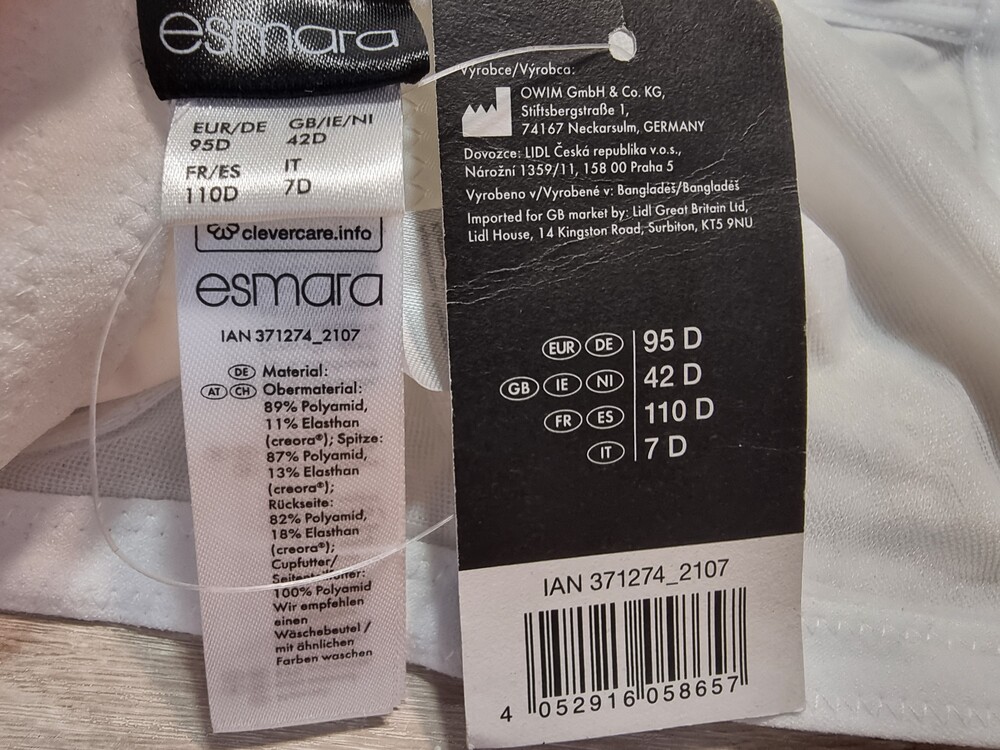 esmara
EUR/DE GB/IE/NI
95D 42D
FR/ES IT
110D 7D
clevercare.info
esmara
IAN 371274_2107
DE Material:
AT CH Obermaterial:
89% Polyamid,
11% Elasthan
(creora®); Spitze:
87% Polyamid,
13% Elasthan
(creora®);
Rückseite:
82% Polyamid,
18% Elasthan
(creora®);
Cupfutter/
100% Polyamid
Wir empfehlen
einen
Wäschebeutel /
mit ähnlichen
Farben waschen
Výrobce/Výrobca:
OWIM GmbH & Co. KG,
Stiftsbergstraße 1,
74167 Neckarsulm, GERMANY
Dovozce: LIDL Česká republika v.o.s.,
Nárožní 1359/11, 158 00 Praha 5
Vyrobeno v/Vyrobené v: Bangladéš/Bangladéš
Imported for GB market by: Lidl Great Britain Ltd,
Lidl House, 14 Kingston Road, Surbiton, KT5 9NU
EUR DE 95 D
GB IE NI 42 D
FR ES 110 D
IT 7 D
IAN 371274_2107
4 052916 058657